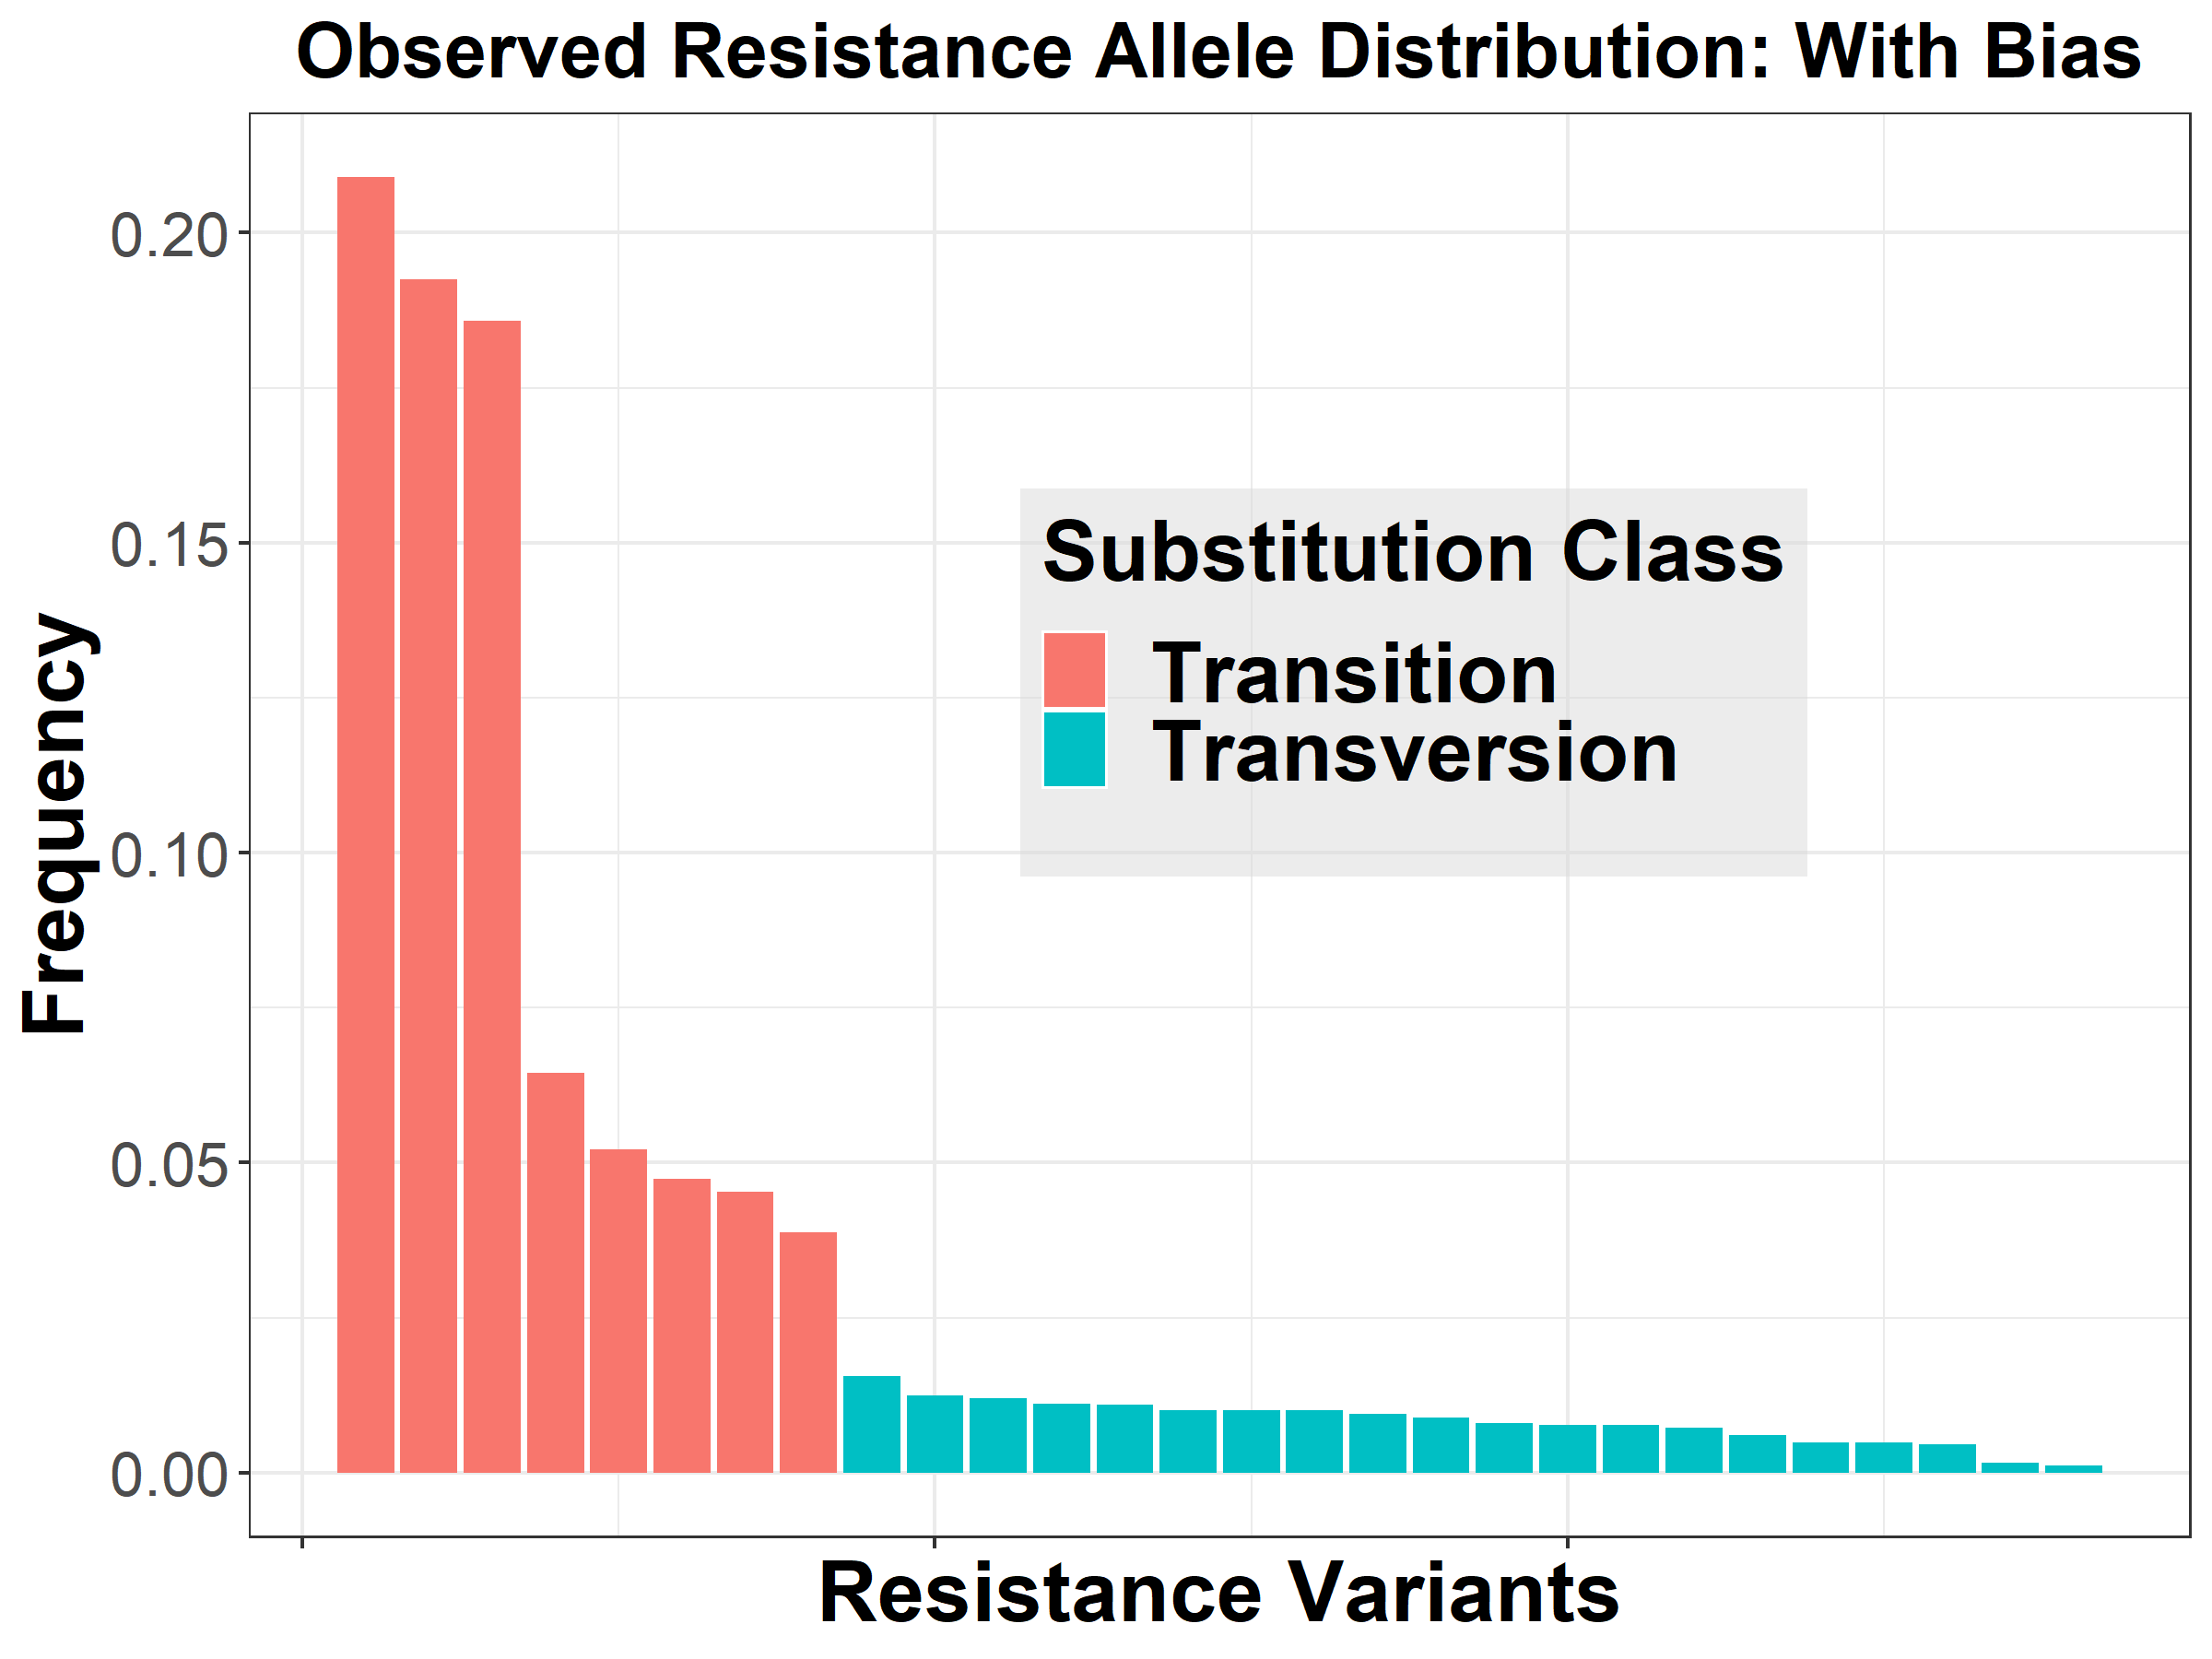 Observed Resistance Allele Distribution: With Bias
0.20
0.15
0.10
0.05
0.00
Frequency
Substitution Class
Transition
Transversion
Resistance Variants